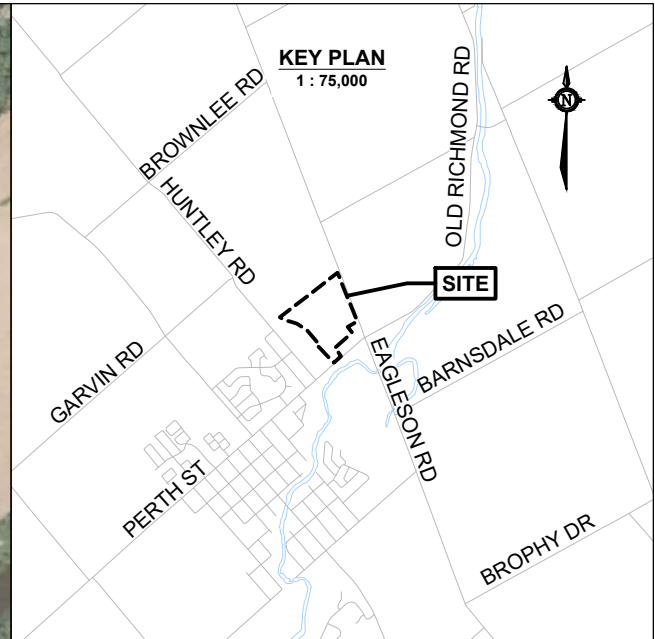 KEY PLAN
1 : 75,000
BROWNLEE RD
OLD RICHMOND RD
N
HUNTLEY RD
SITE
GARVIN RD
EAGLESON RD
BARNSDALE RD
PERTH ST
BROPHY DR